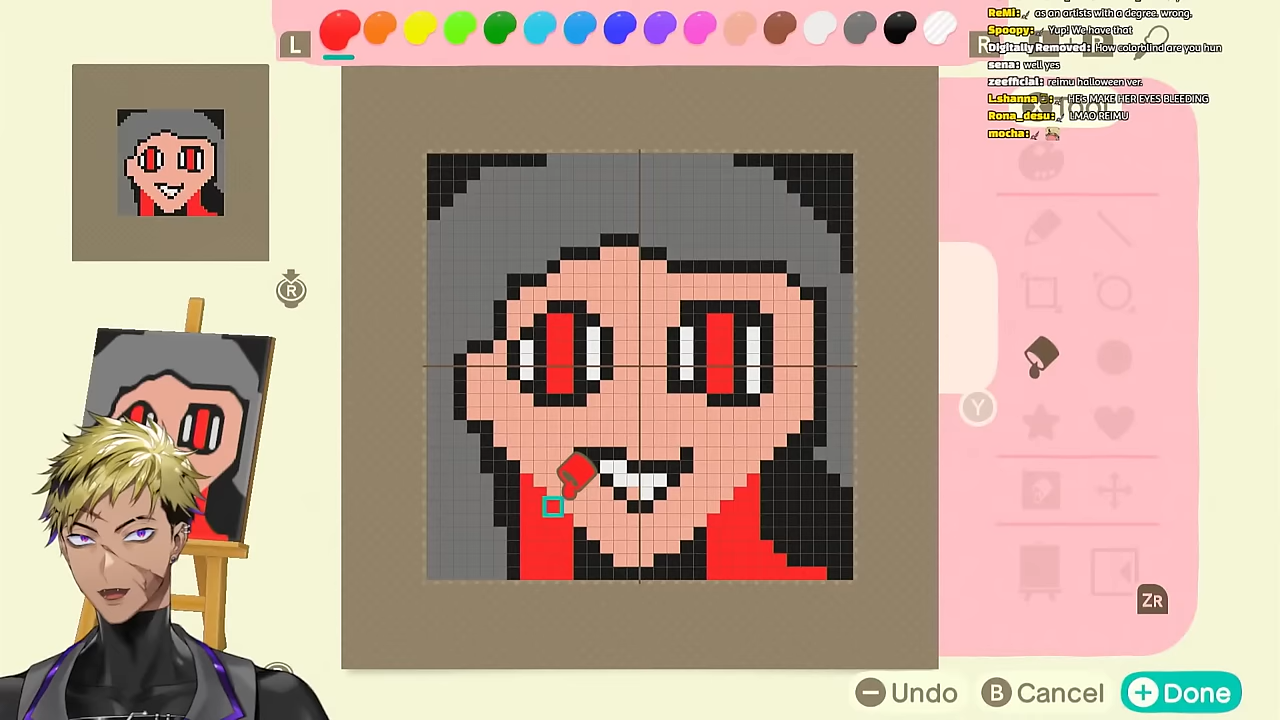 L
R
ReMi: as an artists with a degree. wrong.
Spoopy: Yup! We have that
Digitally Removed: How colorblind are you hun
sena: well yes
zeefficial: reimu halloween ver.
L.shanna: HE's MAKE HER EYES BLEEDING
Rona_desu: LMAO REIMU
mocha:
Tool
R
Y
ZR
Undo
B Cancel
Done